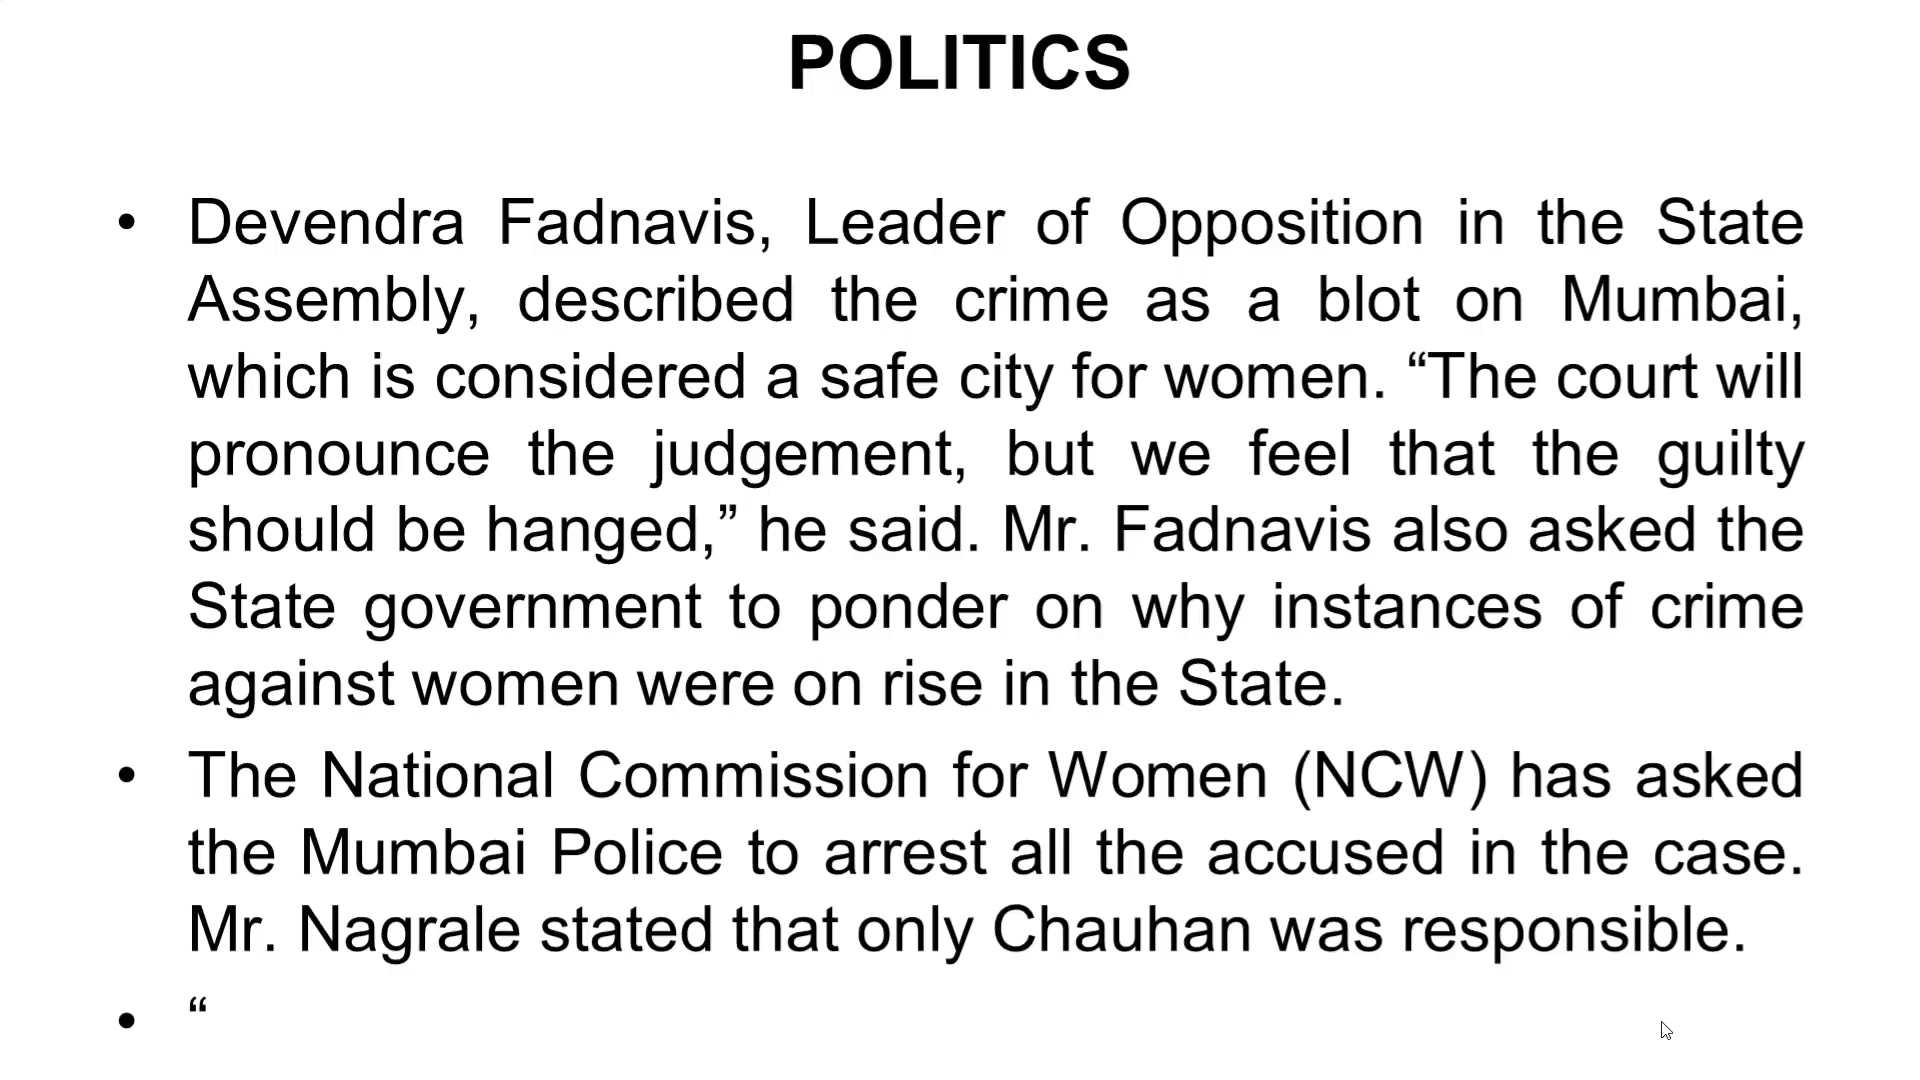 POLITICS
• Devendra Fadnavis, Leader of Opposition in the State
Assembly, described the crime as a blot on Mumbai,
which is considered a safe city for women. “The court will
pronounce the judgement, but we feel that the guilty
should be hanged,” he said. Mr. Fadnavis also asked the
State government to ponder on why instances of crime
against women were on rise in the State.
• The National Commission for Women (NCW) has asked
the Mumbai Police to arrest all the accused in the case.
Mr. Nagrale stated that only Chauhan was responsible.
• “